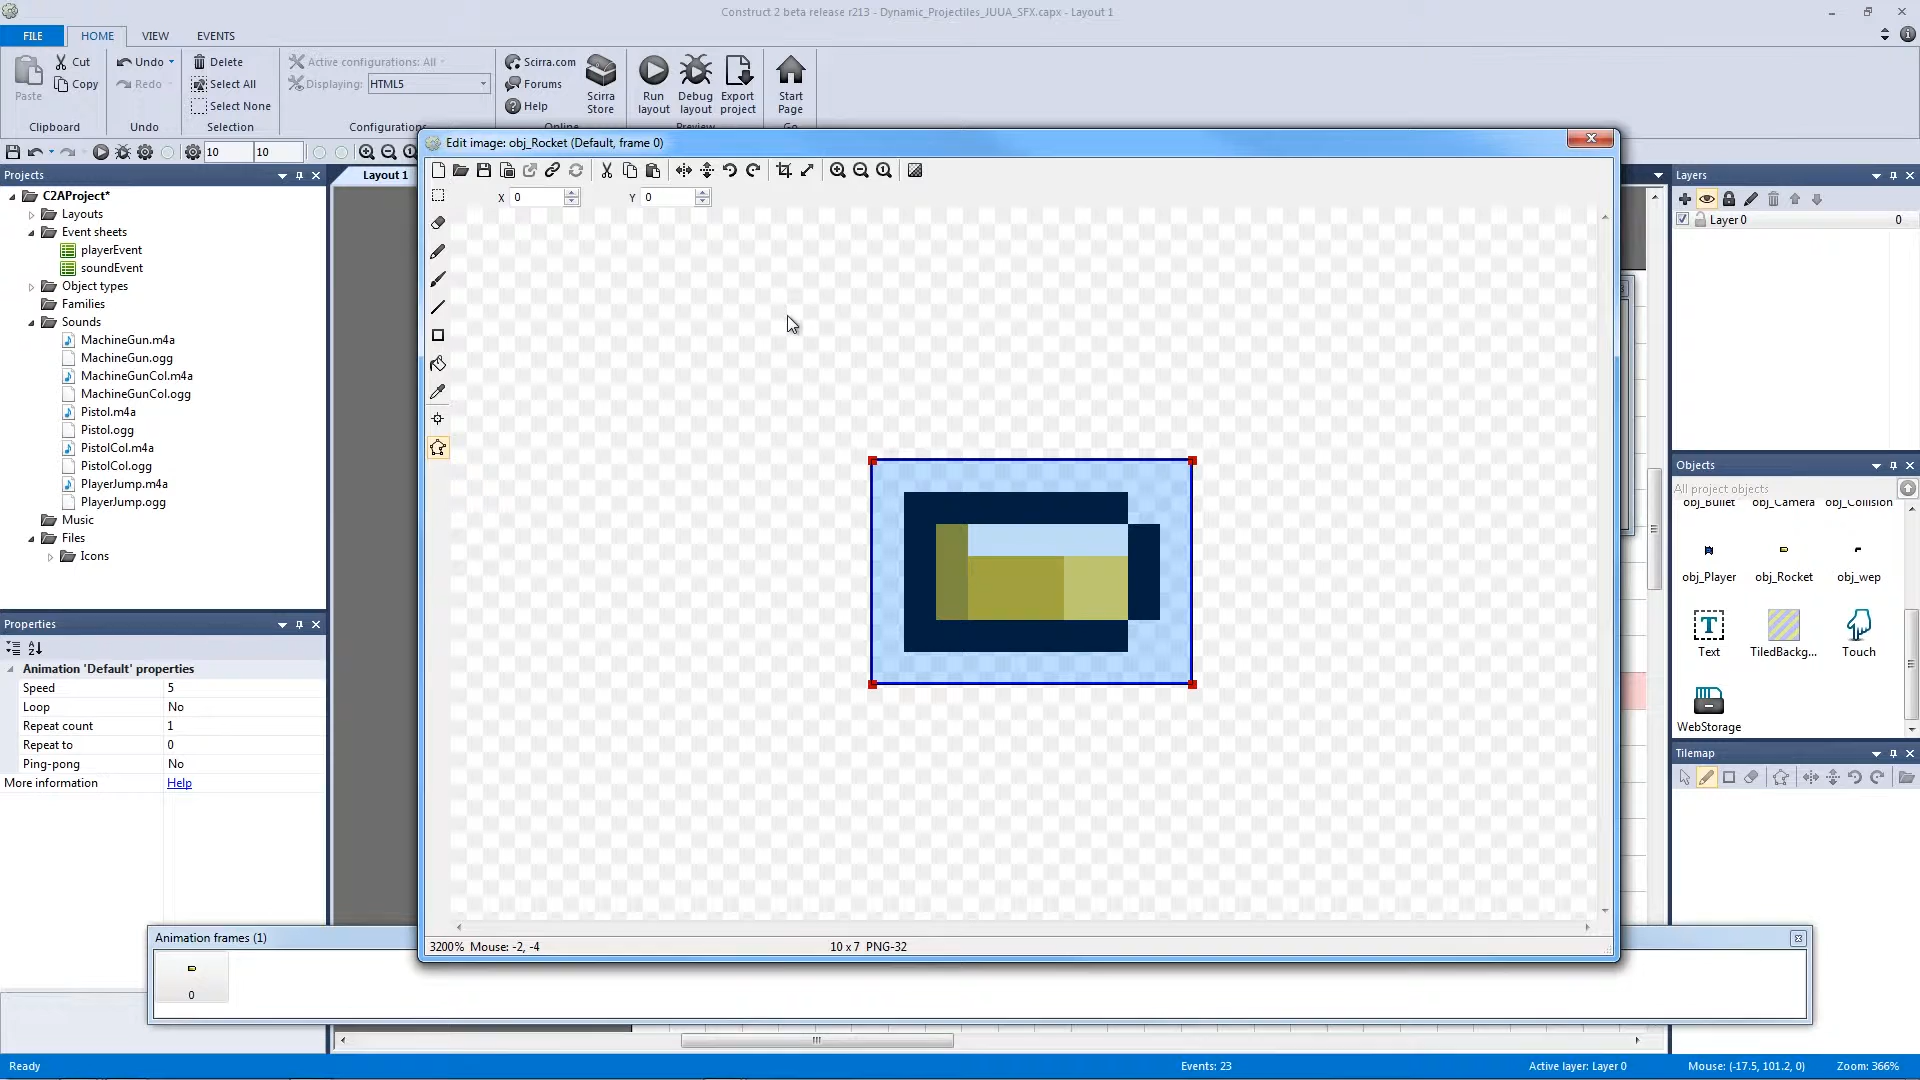 Construct 2 beta release r213 - Dynamic_Projectiles_JUUA_SFX.capx - Layout 1
FILE HOME VIEW EVENTS
Paste Cut Copy
Clipboard
Undo Redo
Undo
Delete Select All Select None
Selection
Active configurations: All
Displaying: HTML5
Configurations
Scirra.com Forums Help
Scirra Store
Online
Run layout
Debug layout
Export project
Preview
Start Page
Go
10 10
Projects
C2AProject*
Layouts
Event sheets
playerEvent
soundEvent
Object types
Families
Sounds
MachineGun.m4a
MachineGun.ogg
MachineGunCol.m4a
MachineGunCol.ogg
Pistol.m4a
Pistol.ogg
PistolCol.m4a
PistolCol.ogg
PlayerJump.m4a
PlayerJump.ogg
Music
Files
Icons
Properties
Animation 'Default' properties
Speed 5
Loop No
Repeat count 1
Repeat to 0
Ping-pong No
More information Help
Layout 1
Edit image: obj_Rocket (Default, frame 0)
X 0 Y 0
3200% Mouse: -2, -4 10 x 7 PNG-32
Animation frames (1)
0
Layers
Layer 0 0
Objects
All project objects
obj_Bullet obj_Camera obj_Collision
obj_Player obj_Rocket obj_wep
Text TiledBackg... Touch
WebStorage
Tilemap
Ready Events: 23 Active layer: Layer 0 Mouse: (-17.5, 101.2, 0) Zoom: 366%